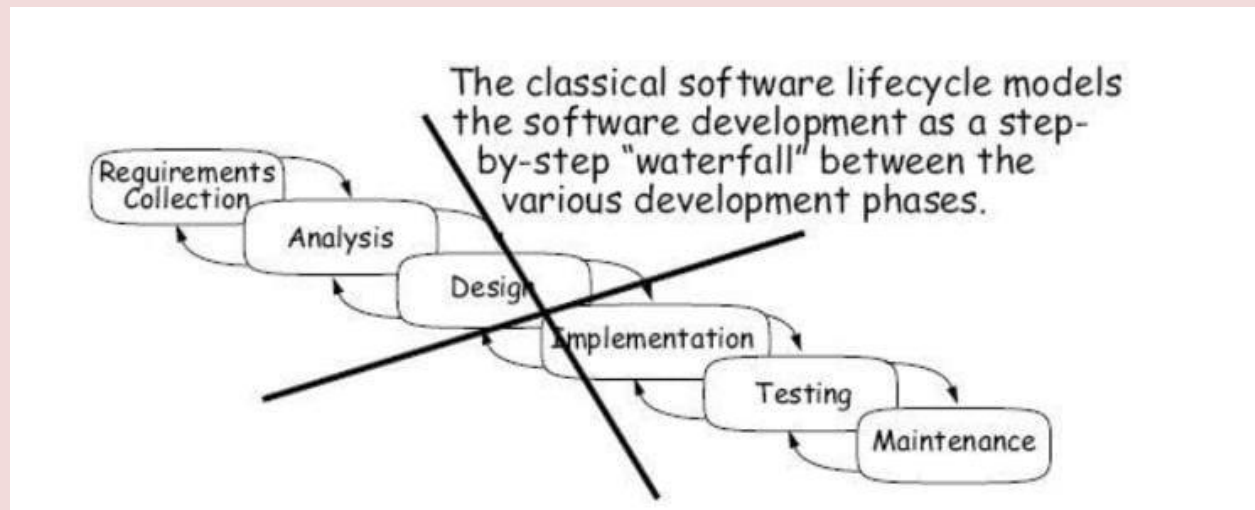 The classical software lifecycle models
the software development as a step-
by-step “waterfall” between the
various development phases.
Requirements
Collection
Analysis
Design
Implementation
Testing
Maintenance